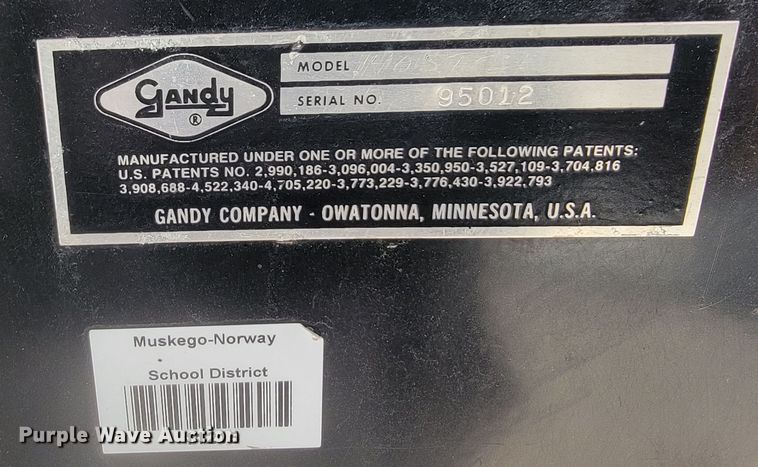 Gandy
®
MODEL
SERIAL NO. 95012
MANUFACTURED UNDER ONE OR MORE OF THE FOLLOWING PATENTS:
U.S. PATENTS NO. 2,990,186-3,096,004-3,350,950-3,527,109-3,704,816
3,908,688-4,522,340-4,705,220-3,773,229-3,776,430-3,922,793
GANDY COMPANY - OWATONNA, MINNESOTA, U.S.A.
Muskego-Norway
School District
Purple Wave Auction